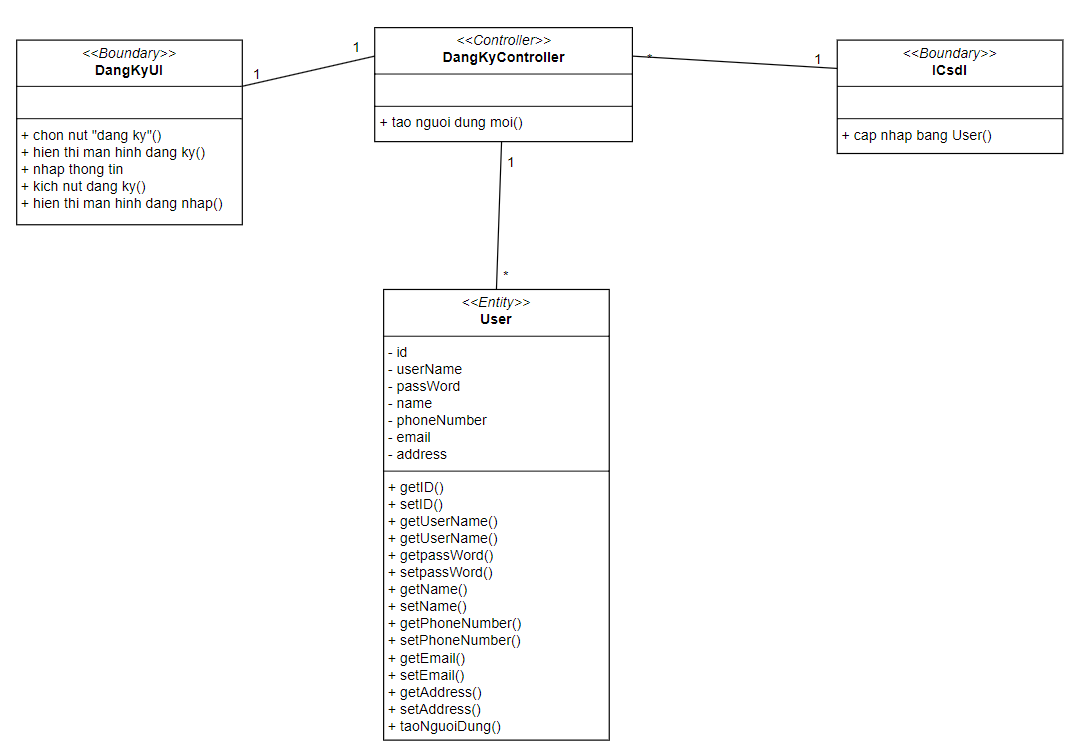 <<Boundary>>
DangKyUI
+ chon nut "dang ky"()
+ hien thi man hinh dang ky()
+ nhap thong tin
+ kich nut dang ky()
+ hien thi man hinh dang nhap()
1
1
<<Controller>>
DangKyController
+ tao nguoi dung moi()
*
1
<<Boundary>>
ICsdl
+ cap nhap bang User()
1
*
<<Entity>>
User
- id
- userName
- passWord
- name
- phoneNumber
- email
- address
+ getID()
+ setID()
+ getUserName()
+ getUserName()
+ getpassWord()
+ setpassWord()
+ getName()
+ setName()
+ getPhoneNumber()
+ setPhoneNumber()
+ getEmail()
+ setEmail()
+ getAddress()
+ setAddress()
+ taoNguoiDung()